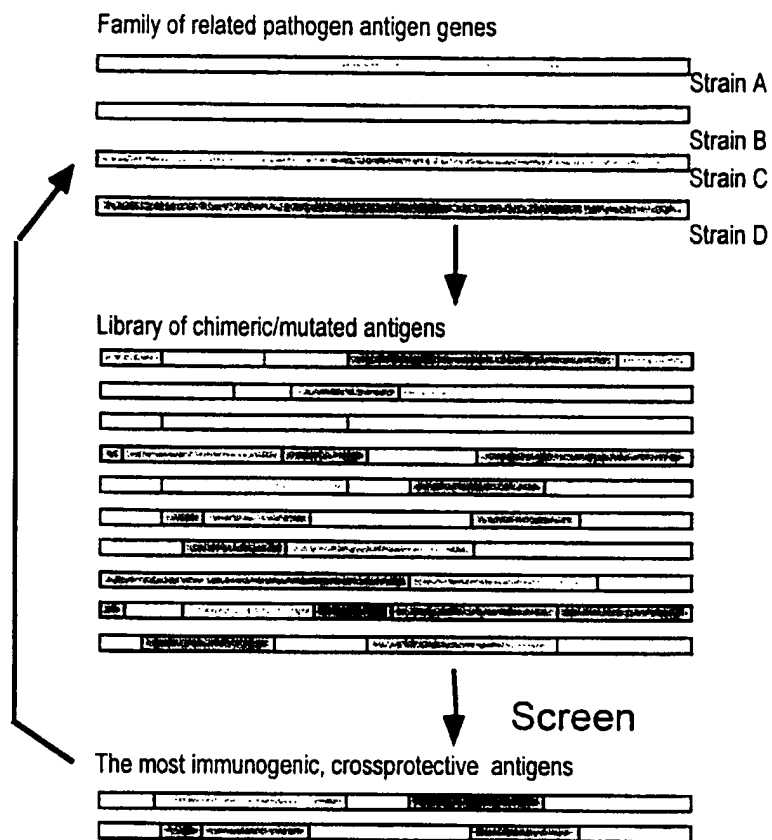 Family of related pathogen antigen genes
Strain A
Strain B
Strain C
Strain D
Library of chimeric/mutated antigens
Screen
The most immunogenic, crossprotective antigens